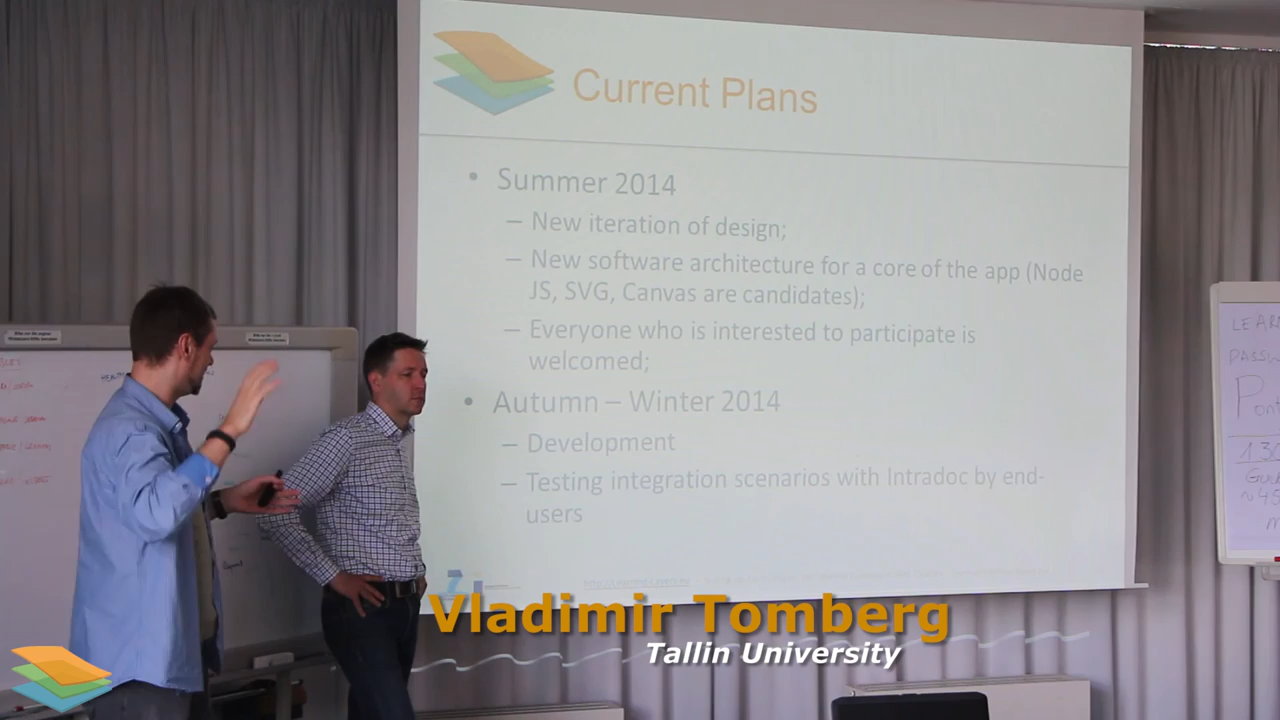 Current Plans
• Summer 2014
– New iteration of design;
– New software architecture for a core of the app (Node
JS, SVG, Canvas are candidates);
– Everyone who is interested to participate is
welcomed;
• Autumn – Winter 2014
– Development
– Testing integration scenarios with Intradoc by end-
users
LEAR
PASSW
Vladimir Tomberg
Tallin University